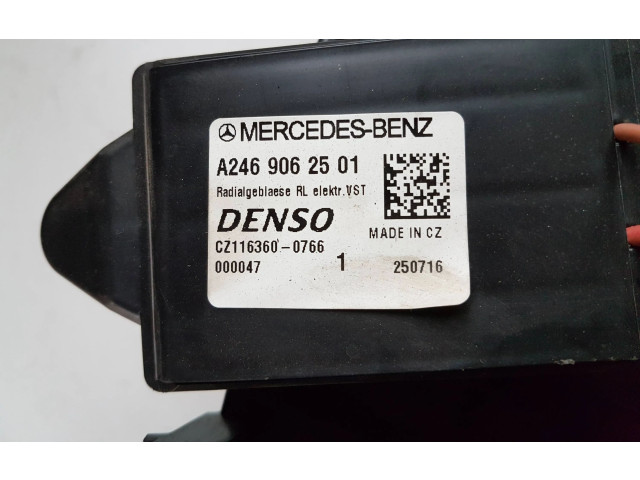 MERCEDES-BENZ
A246 906 25 01
Radialgeblaese RL elektr.VST
DENSO
MADE IN CZ
CZ116360-0766
000047 1 250716